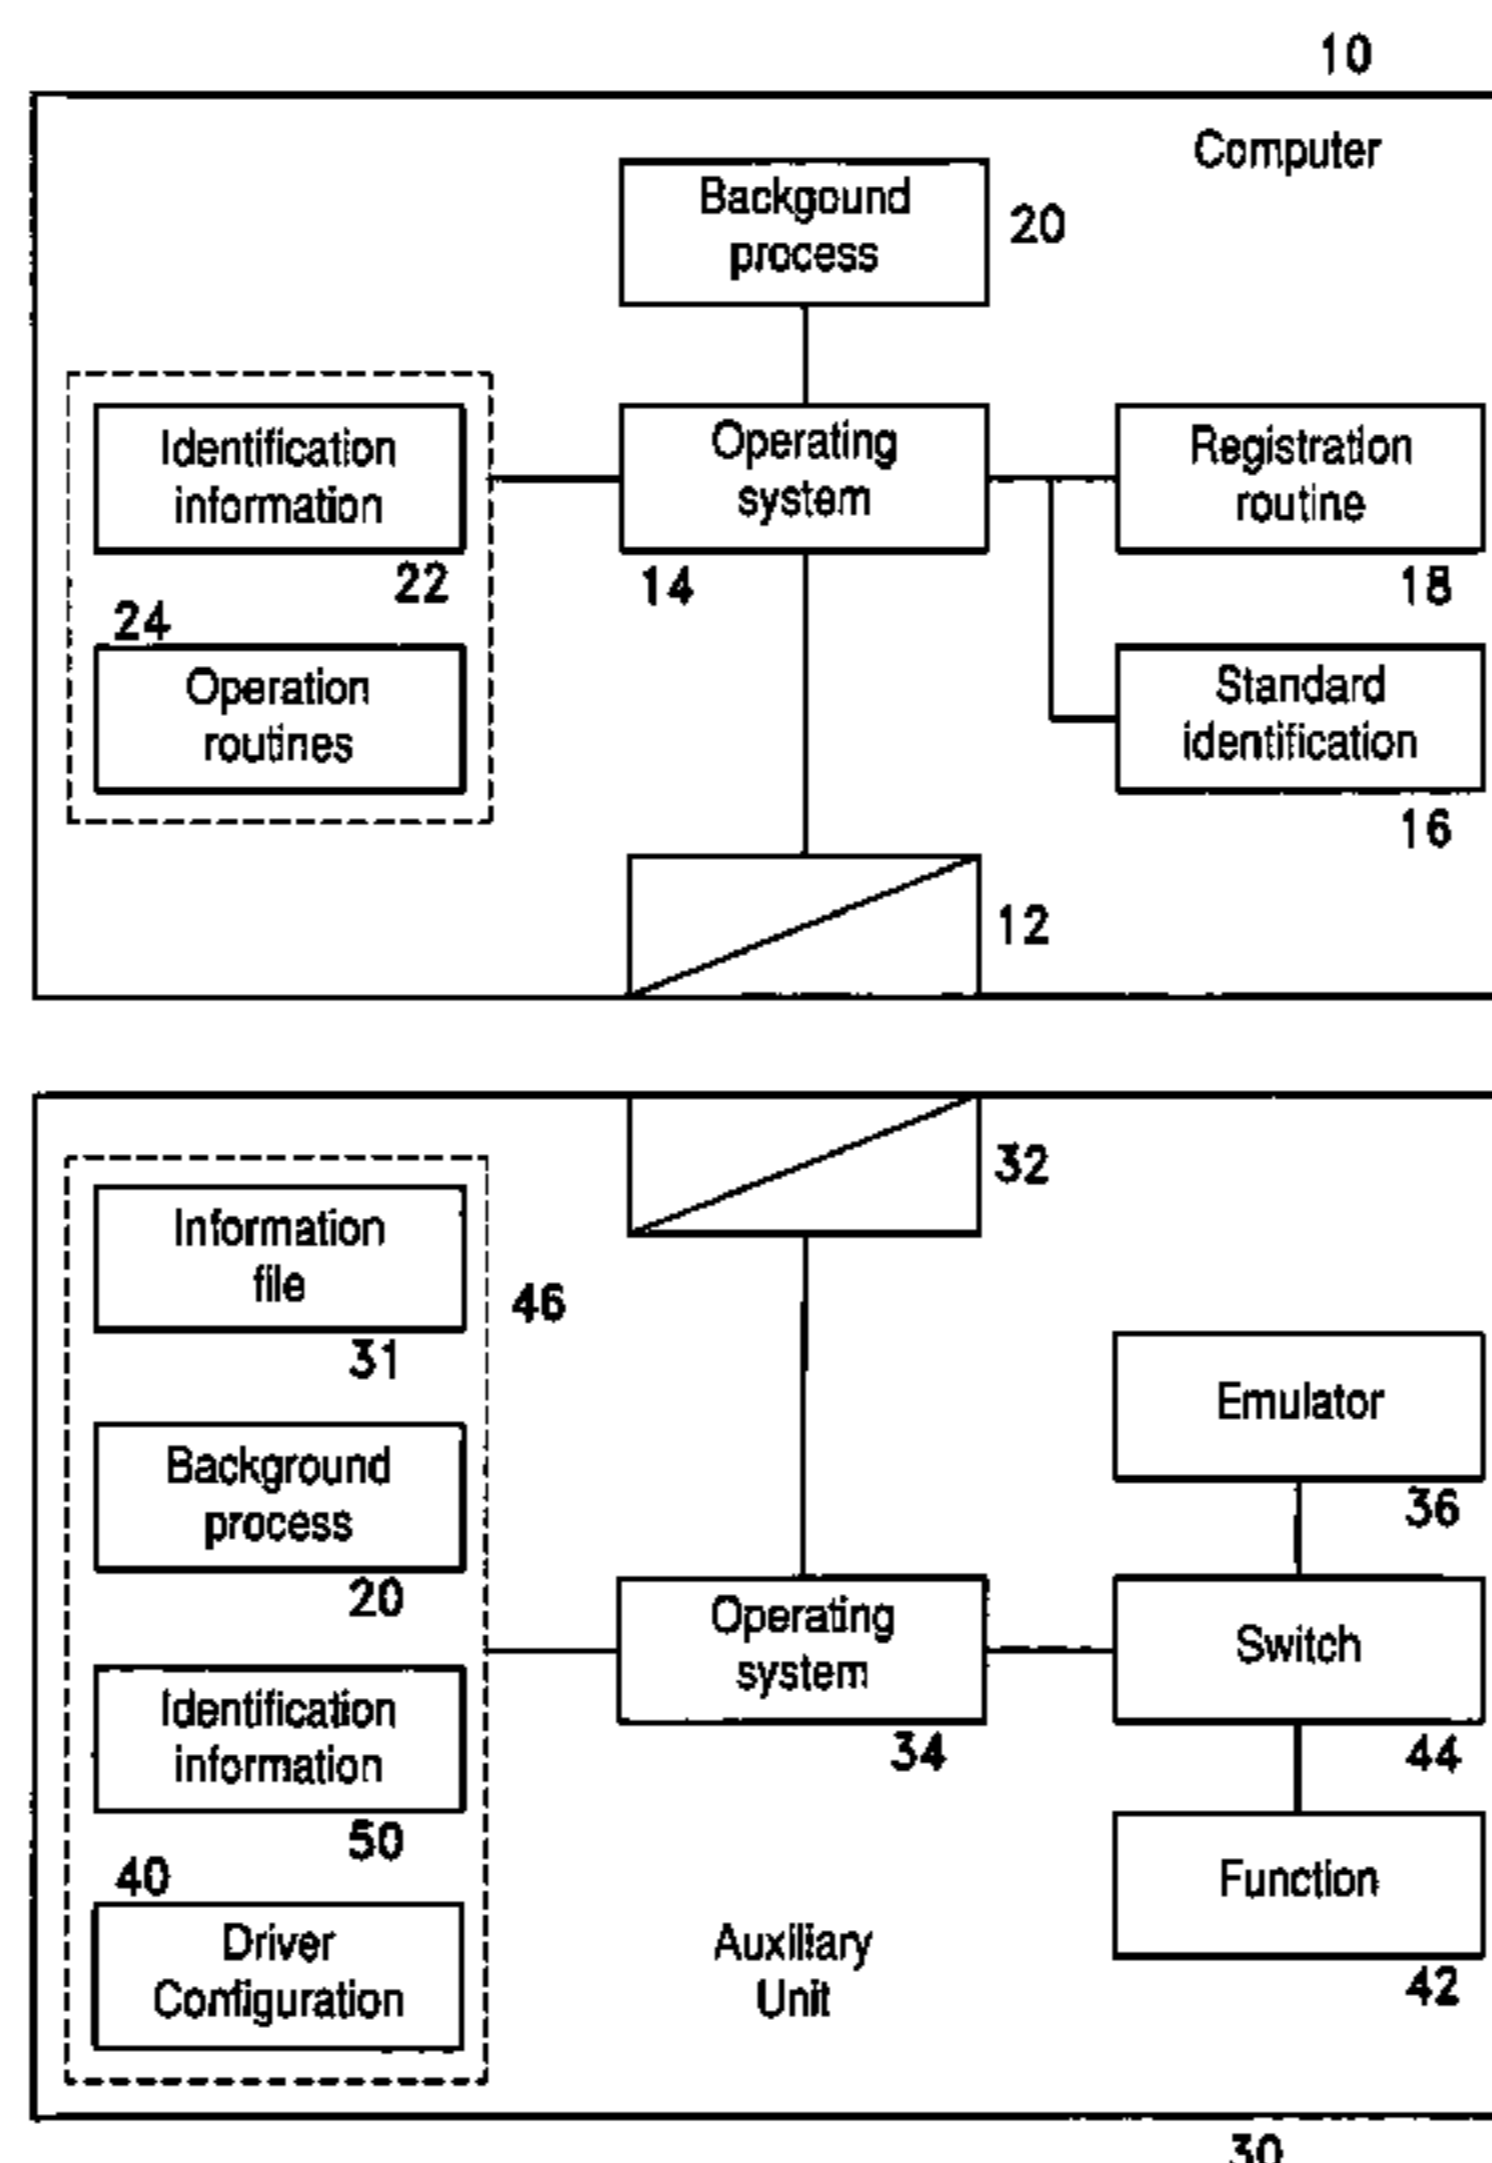 10
Computer
Backgound
process
20
Identification
information
22
Operating
system
14
Registration
routine
18
24
Operation
routines
Standard
identification
16
12
32
Information
file
31
46
Emulator
36
Background
process
20
Operating
system
34
Switch
44
Identification
information
50
Function
42
40
Driver
Configuration
Auxiliary
Unit
30